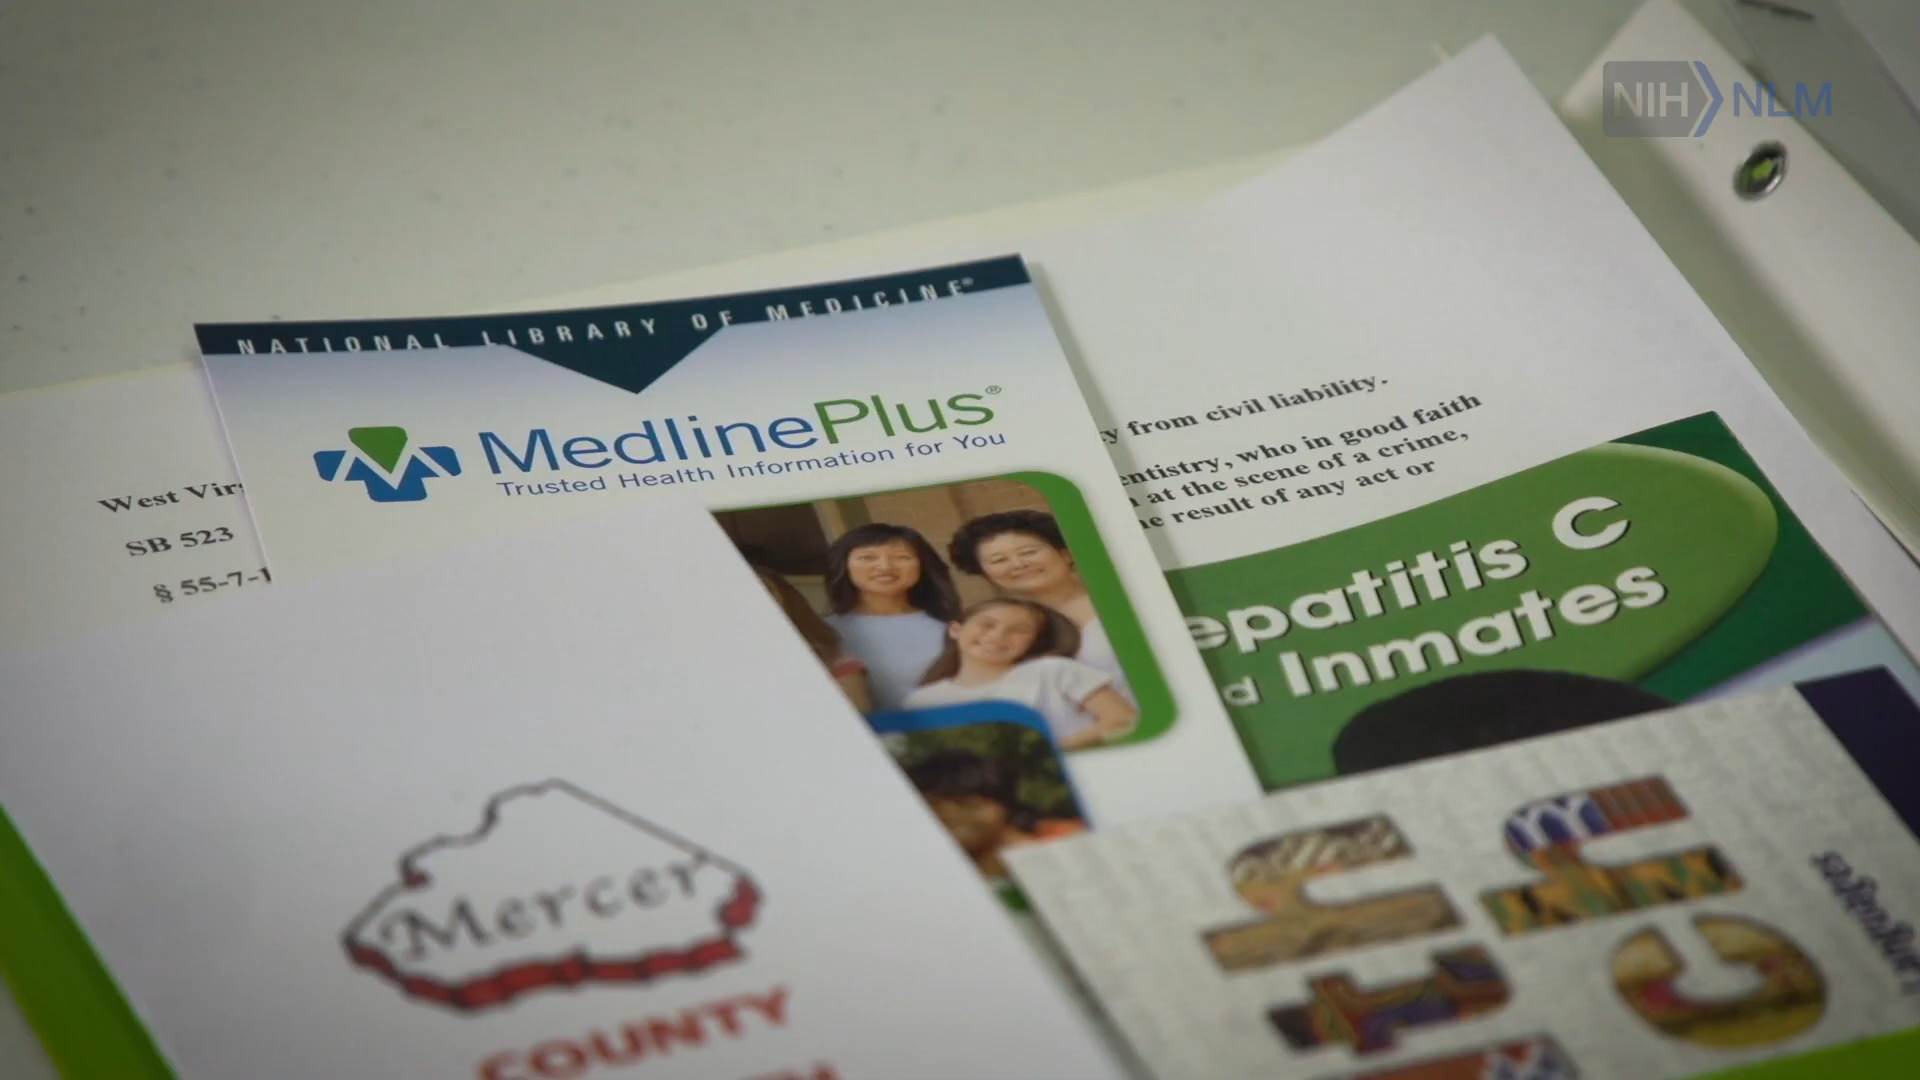 NIH NLM
NATIONAL LIBRARY OF MEDICINE®
MedlinePlus®
Trusted Health Information for You
West Vir
SB 523
§ 55-7-1
y from civil liability.
entistry, who in good faith
at the scene of a crime,
e result of any act or
epatitis C
d Inmates
Mercer
COUNTY